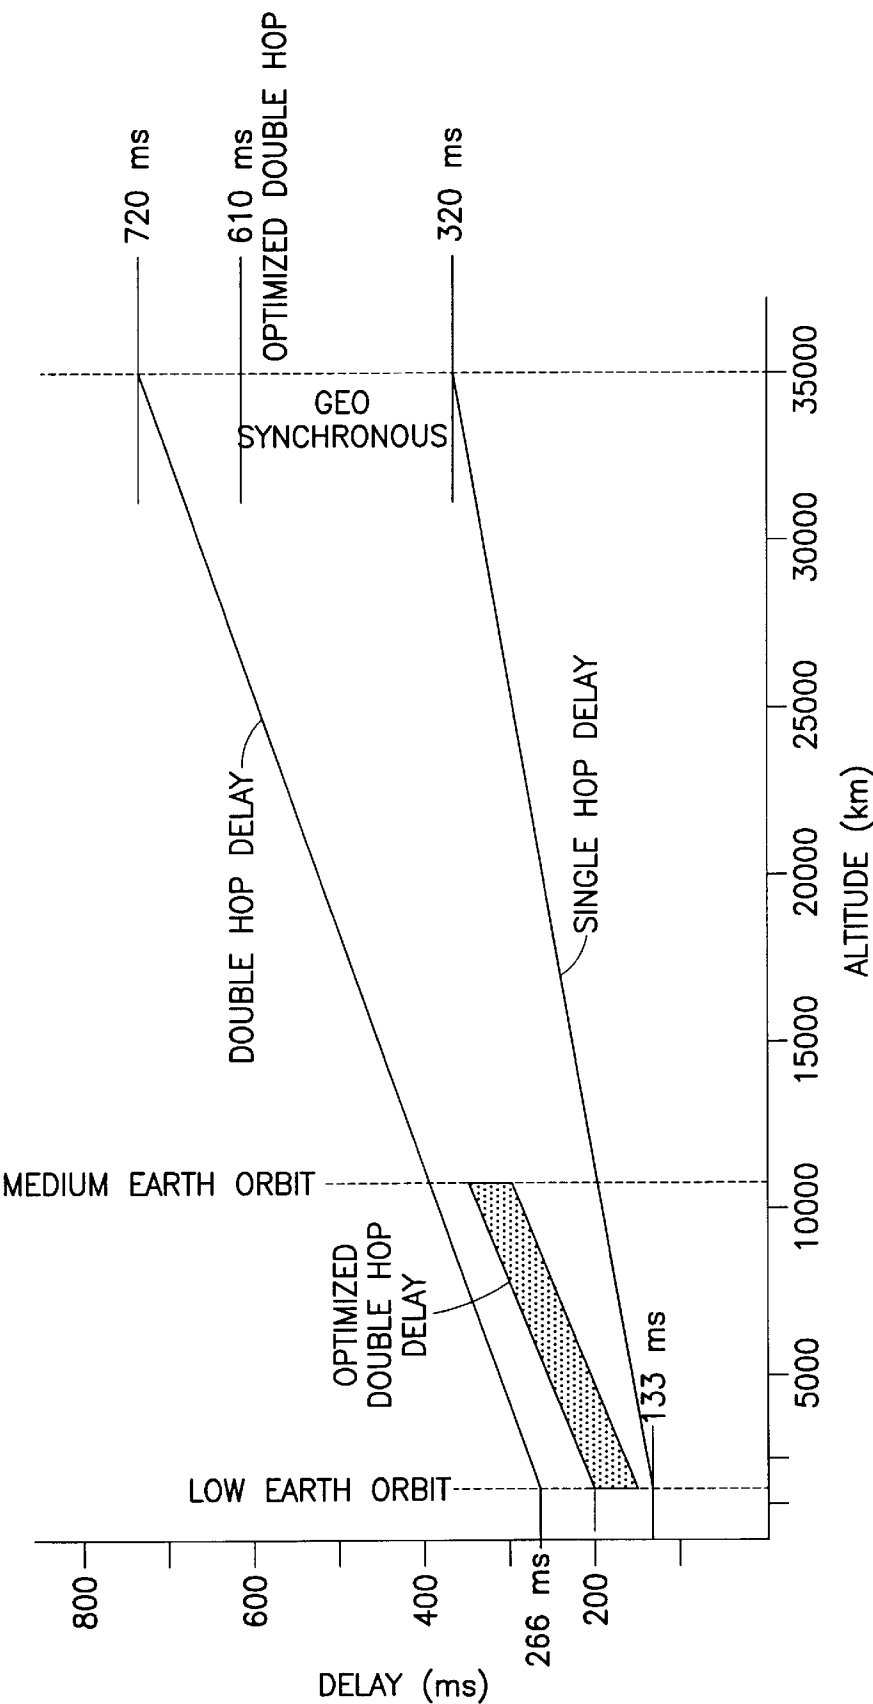 720 ms
610 ms
OPTIMIZED DOUBLE HOP
320 ms
GEO
SYNCHRONOUS
DOUBLE HOP DELAY
SINGLE HOP DELAY
MEDIUM EARTH ORBIT
OPTIMIZED
DOUBLE HOP
DELAY
LOW EARTH ORBIT
133 ms
266 ms
800
600
400
200
DELAY (ms)
5000
10000
15000
20000
25000
30000
35000
ALTITUDE (km)